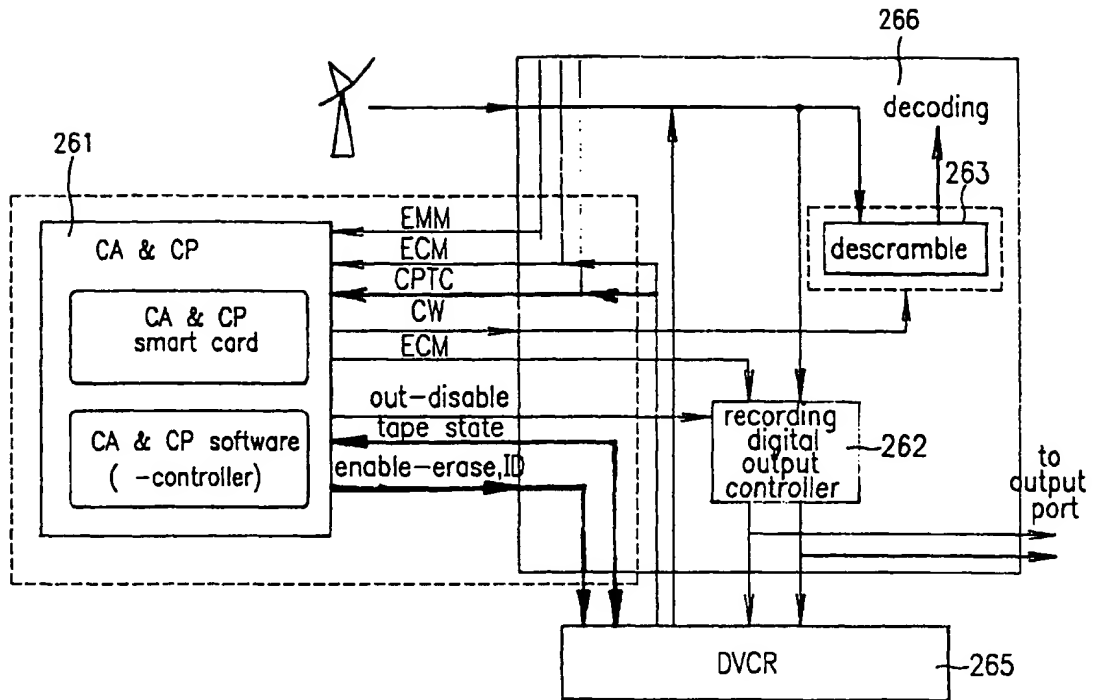 266
decoding
261
263
EMM
CA & CP
ECM
descramble
CPTC
CA & CP
smart card
CW
ECM
out-disable
tape state
CA & CP software
( -controller)
enable-erase,ID
recording
digital
output
controller
262
to
output
port
DVCR
265